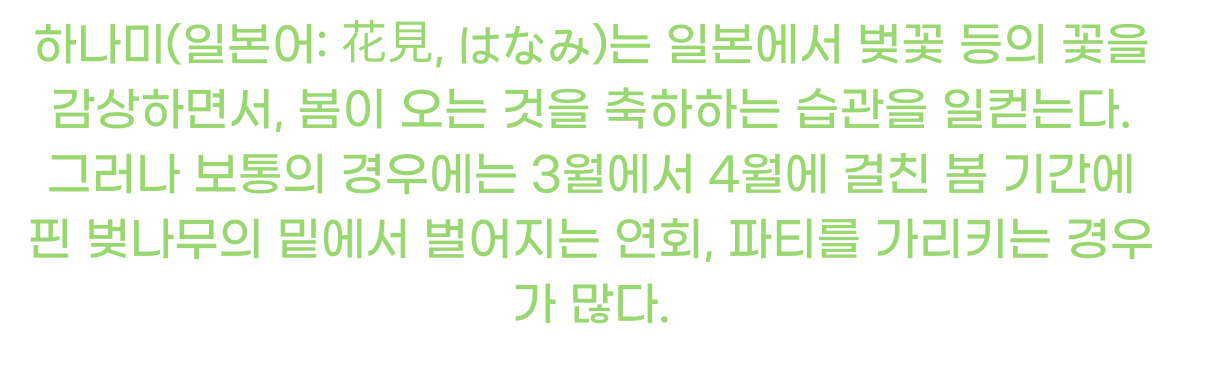 하나미(일본어: 花見, はなみ)는 일본에서 벚꽃 등의 꽃을
감상하면서, 봄이 오는 것을 축하하는 습관을 일컫는다.
그러나 보통의 경우에는 3월에서 4월에 걸친 봄 기간에
핀 벚나무의 밑에서 벌어지는 연회, 파티를 가리키는 경우
가 많다.